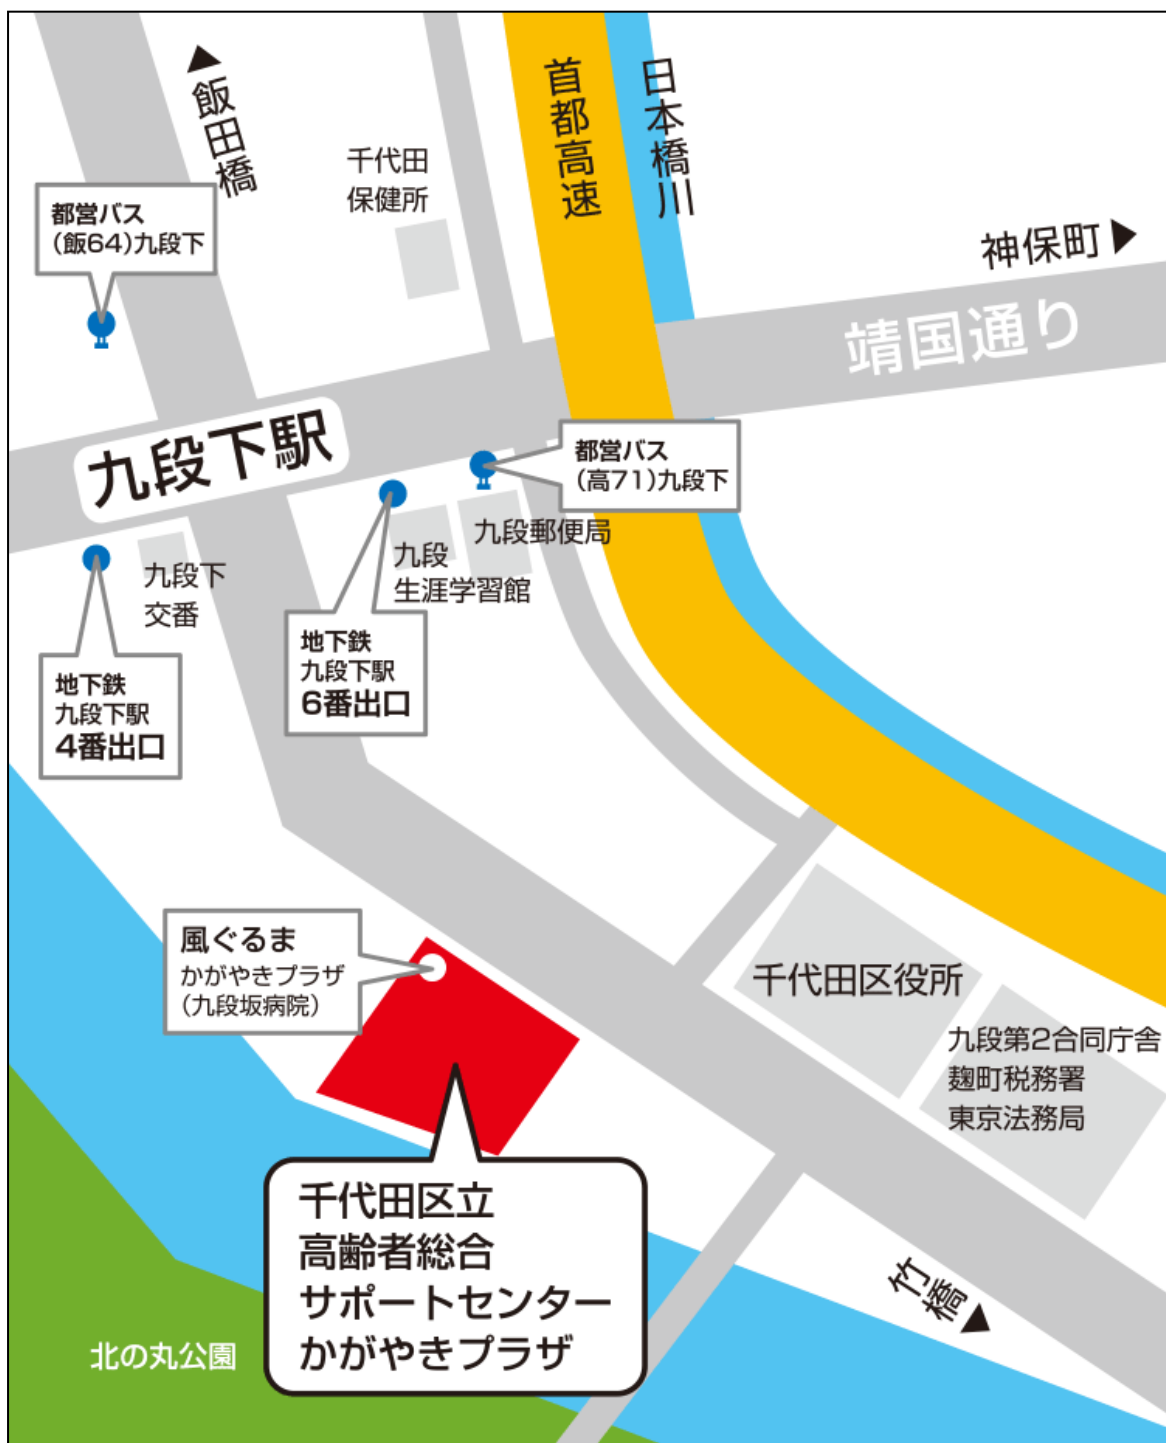 ▲飯田橋
首都高速
日本橋川
千代田
保健所
都営バス
(飯64)九段下
神保町▶
靖国通り
九段下駅
都営バス
(高71)九段下
九段郵便局
九段
生涯学習館
九段下
交番
地下鉄
九段下駅
6番出口
地下鉄
九段下駅
4番出口
風ぐるま
かがやきプラザ
(九段坂病院)
千代田区役所
九段第2合同庁舎
麹町税務署
東京法務局
千代田区立
高齢者総合
サポートセンター
かがやきプラザ
竹橋▼
北の丸公園